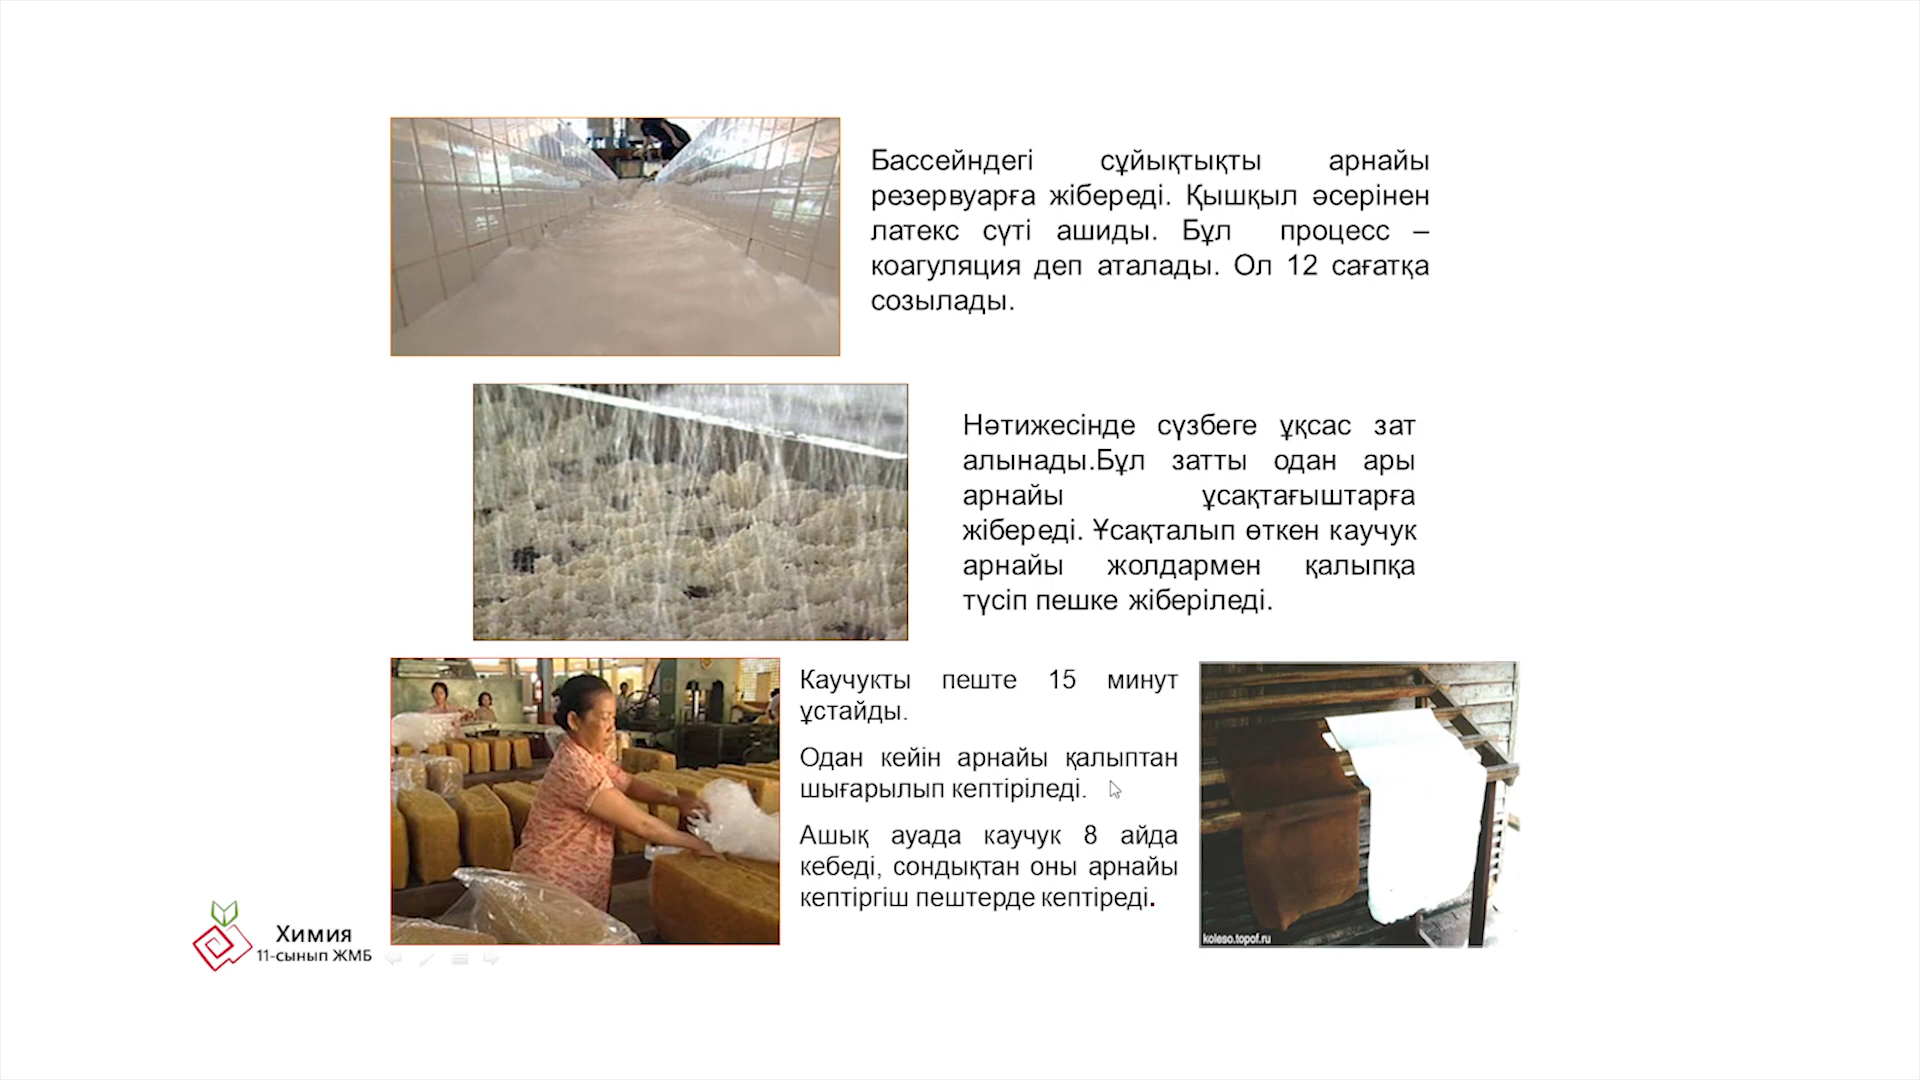 Бассейндегі сұйықтықты арнайы
резервуарға жібереді. Қышқыл әсерінен
латекс сүті ашиды. Бұл процесс –
коагуляция деп аталады. Ол 12 сағатқа
созылады.
Нәтижесінде сүзбеге ұқсас зат
алынады.Бұл затты одан ары
арнайы ұсақтағыштарға
жібереді. Ұсақталып өткен каучук
арнайы жолдармен қалыпқа
түсіп пешке жіберіледі.
Каучукты пеште 15 минут
ұстайды.
Одан кейін арнайы қалыптан
шығарылып кептіріледі.
Ашық ауада каучук 8 айда
кебеді, сондықтан оны арнайы
кептіргіш пештерде кептіреді.
koleso.topof.ru
Химия
11-сынып ЖМБ